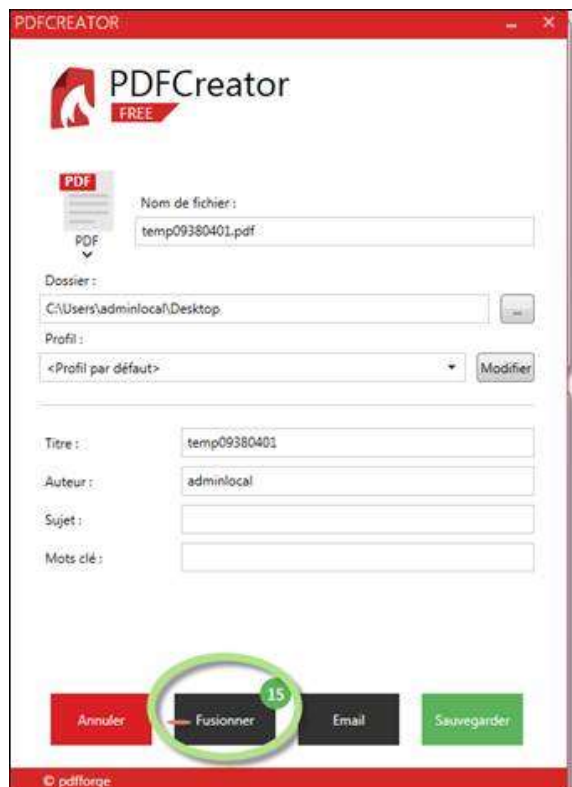 PDFCREATOR
PDFCreator
FREE
PDF
PDF
Nom de fichier :
temp09380401.pdf
Dossier :
C:\Users\adminlocal\Desktop
...
Profil :
<Profil par défaut>
Modifier
Titre :
temp09380401
Auteur :
adminlocal
Sujet :
Mots clé :
15
Annuler
Fusionner
Email
Sauvegarder
© pdfforge